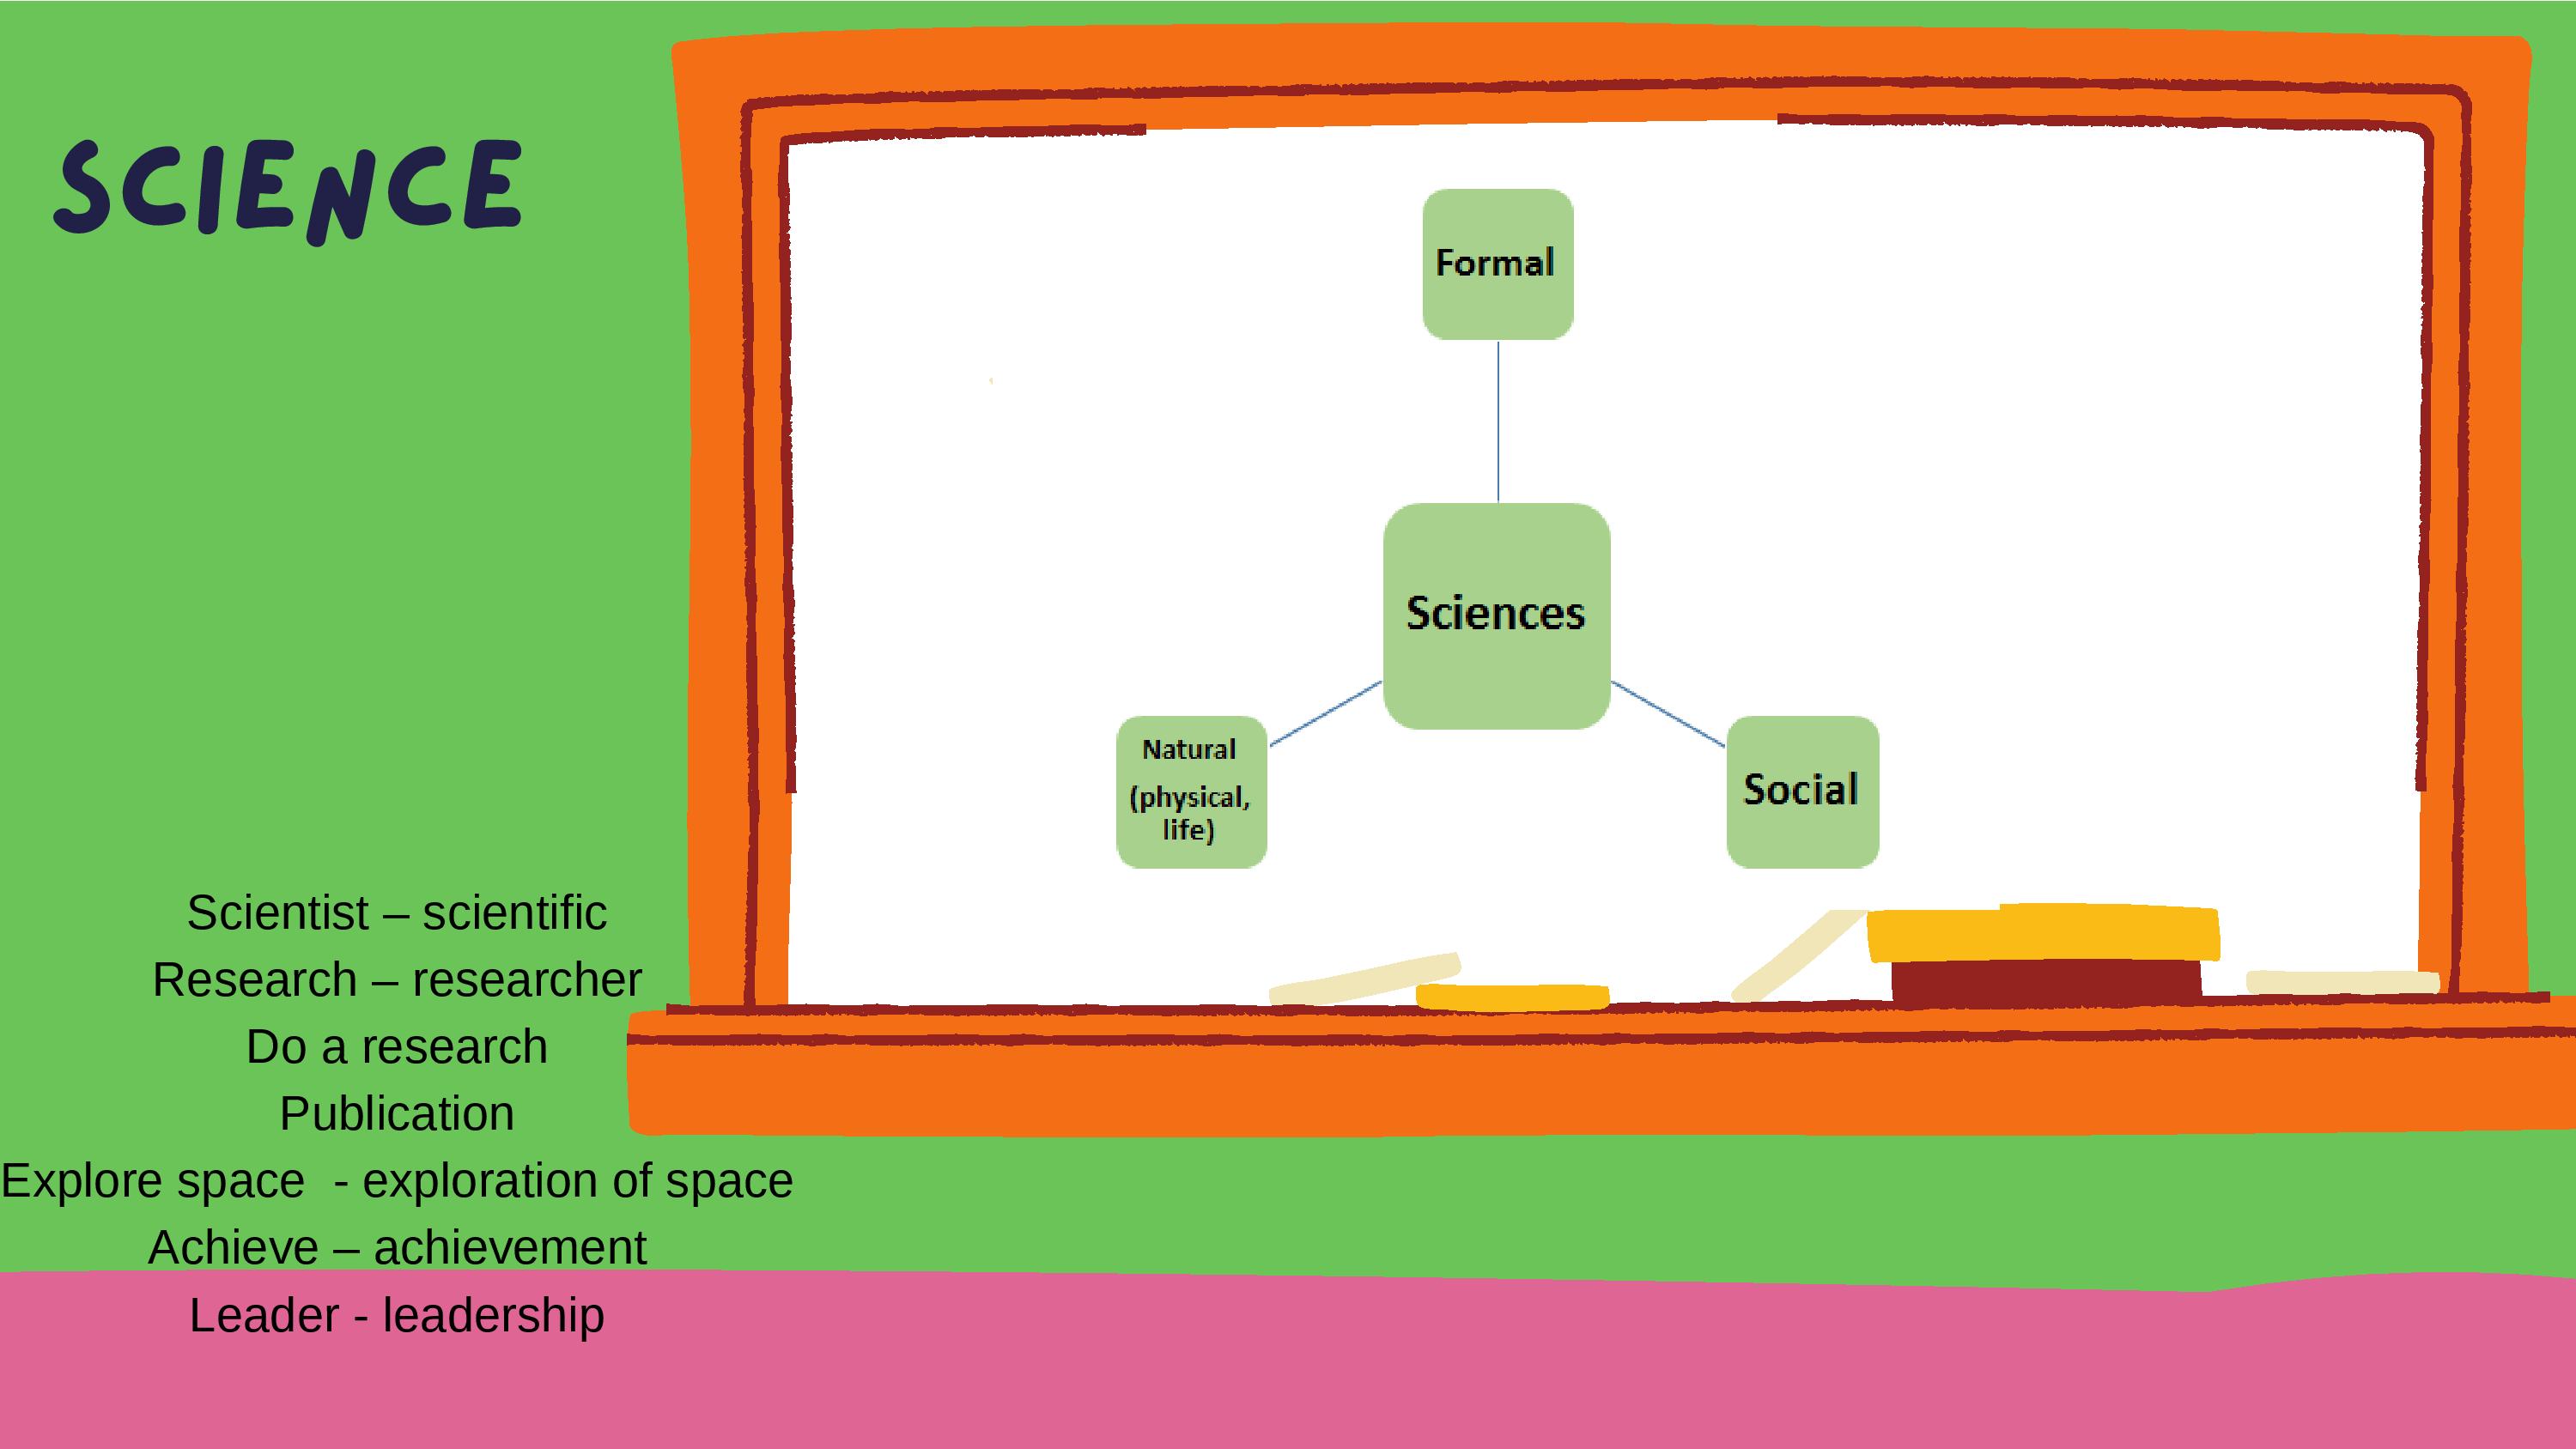 SCIENCE
Formal
Sciences
Natural
(physical,
life)
Social
Scientist – scientific
Research – researcher
Do a research
Publication
Explore space  - exploration of space
Achieve – achievement
Leader - leadership